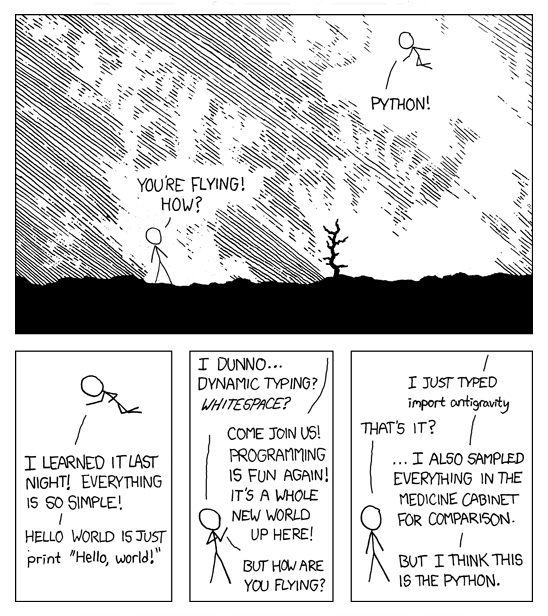 PYTHON!
YOU'RE FLYING!
HOW?
I LEARNED IT LAST
NIGHT! EVERYTHING
IS SO SIMPLE!
HELLO WORLD IS JUST
print "Hello, world!"
I DUNNO...
DYNAMIC TYPING?
WHITESPACE?
COME JOIN US!
PROGRAMMING
IS FUN AGAIN!
IT'S A WHOLE
NEW WORLD
UP HERE!
BUT HOW ARE
YOU FLYING?
I JUST TYPED
import antigravity
THAT'S IT?
...I ALSO SAMPLED
EVERYTHING IN THE
MEDICINE CABINET
FOR COMPARISON.
BUT I THINK THIS
IS THE PYTHON.